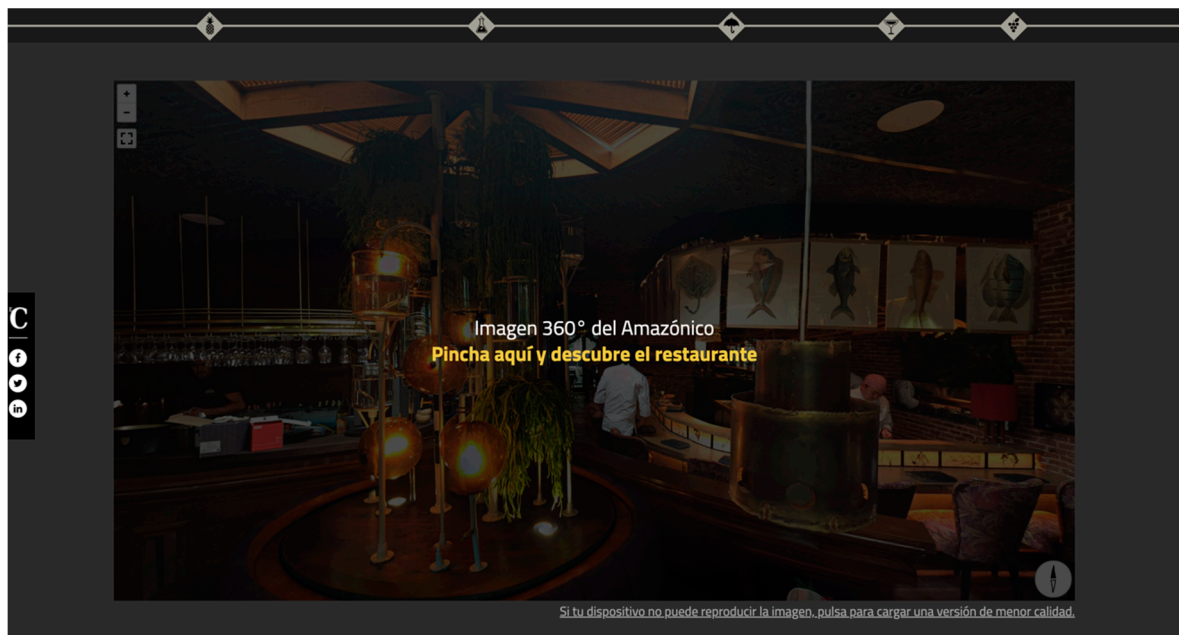 +
-
C
Imagen 360° del Amazónico
Pincha aquí y descubre el restaurante
Si tu dispositivo no puede reproducir la imagen, pulsa para cargar una versión de menor calidad.